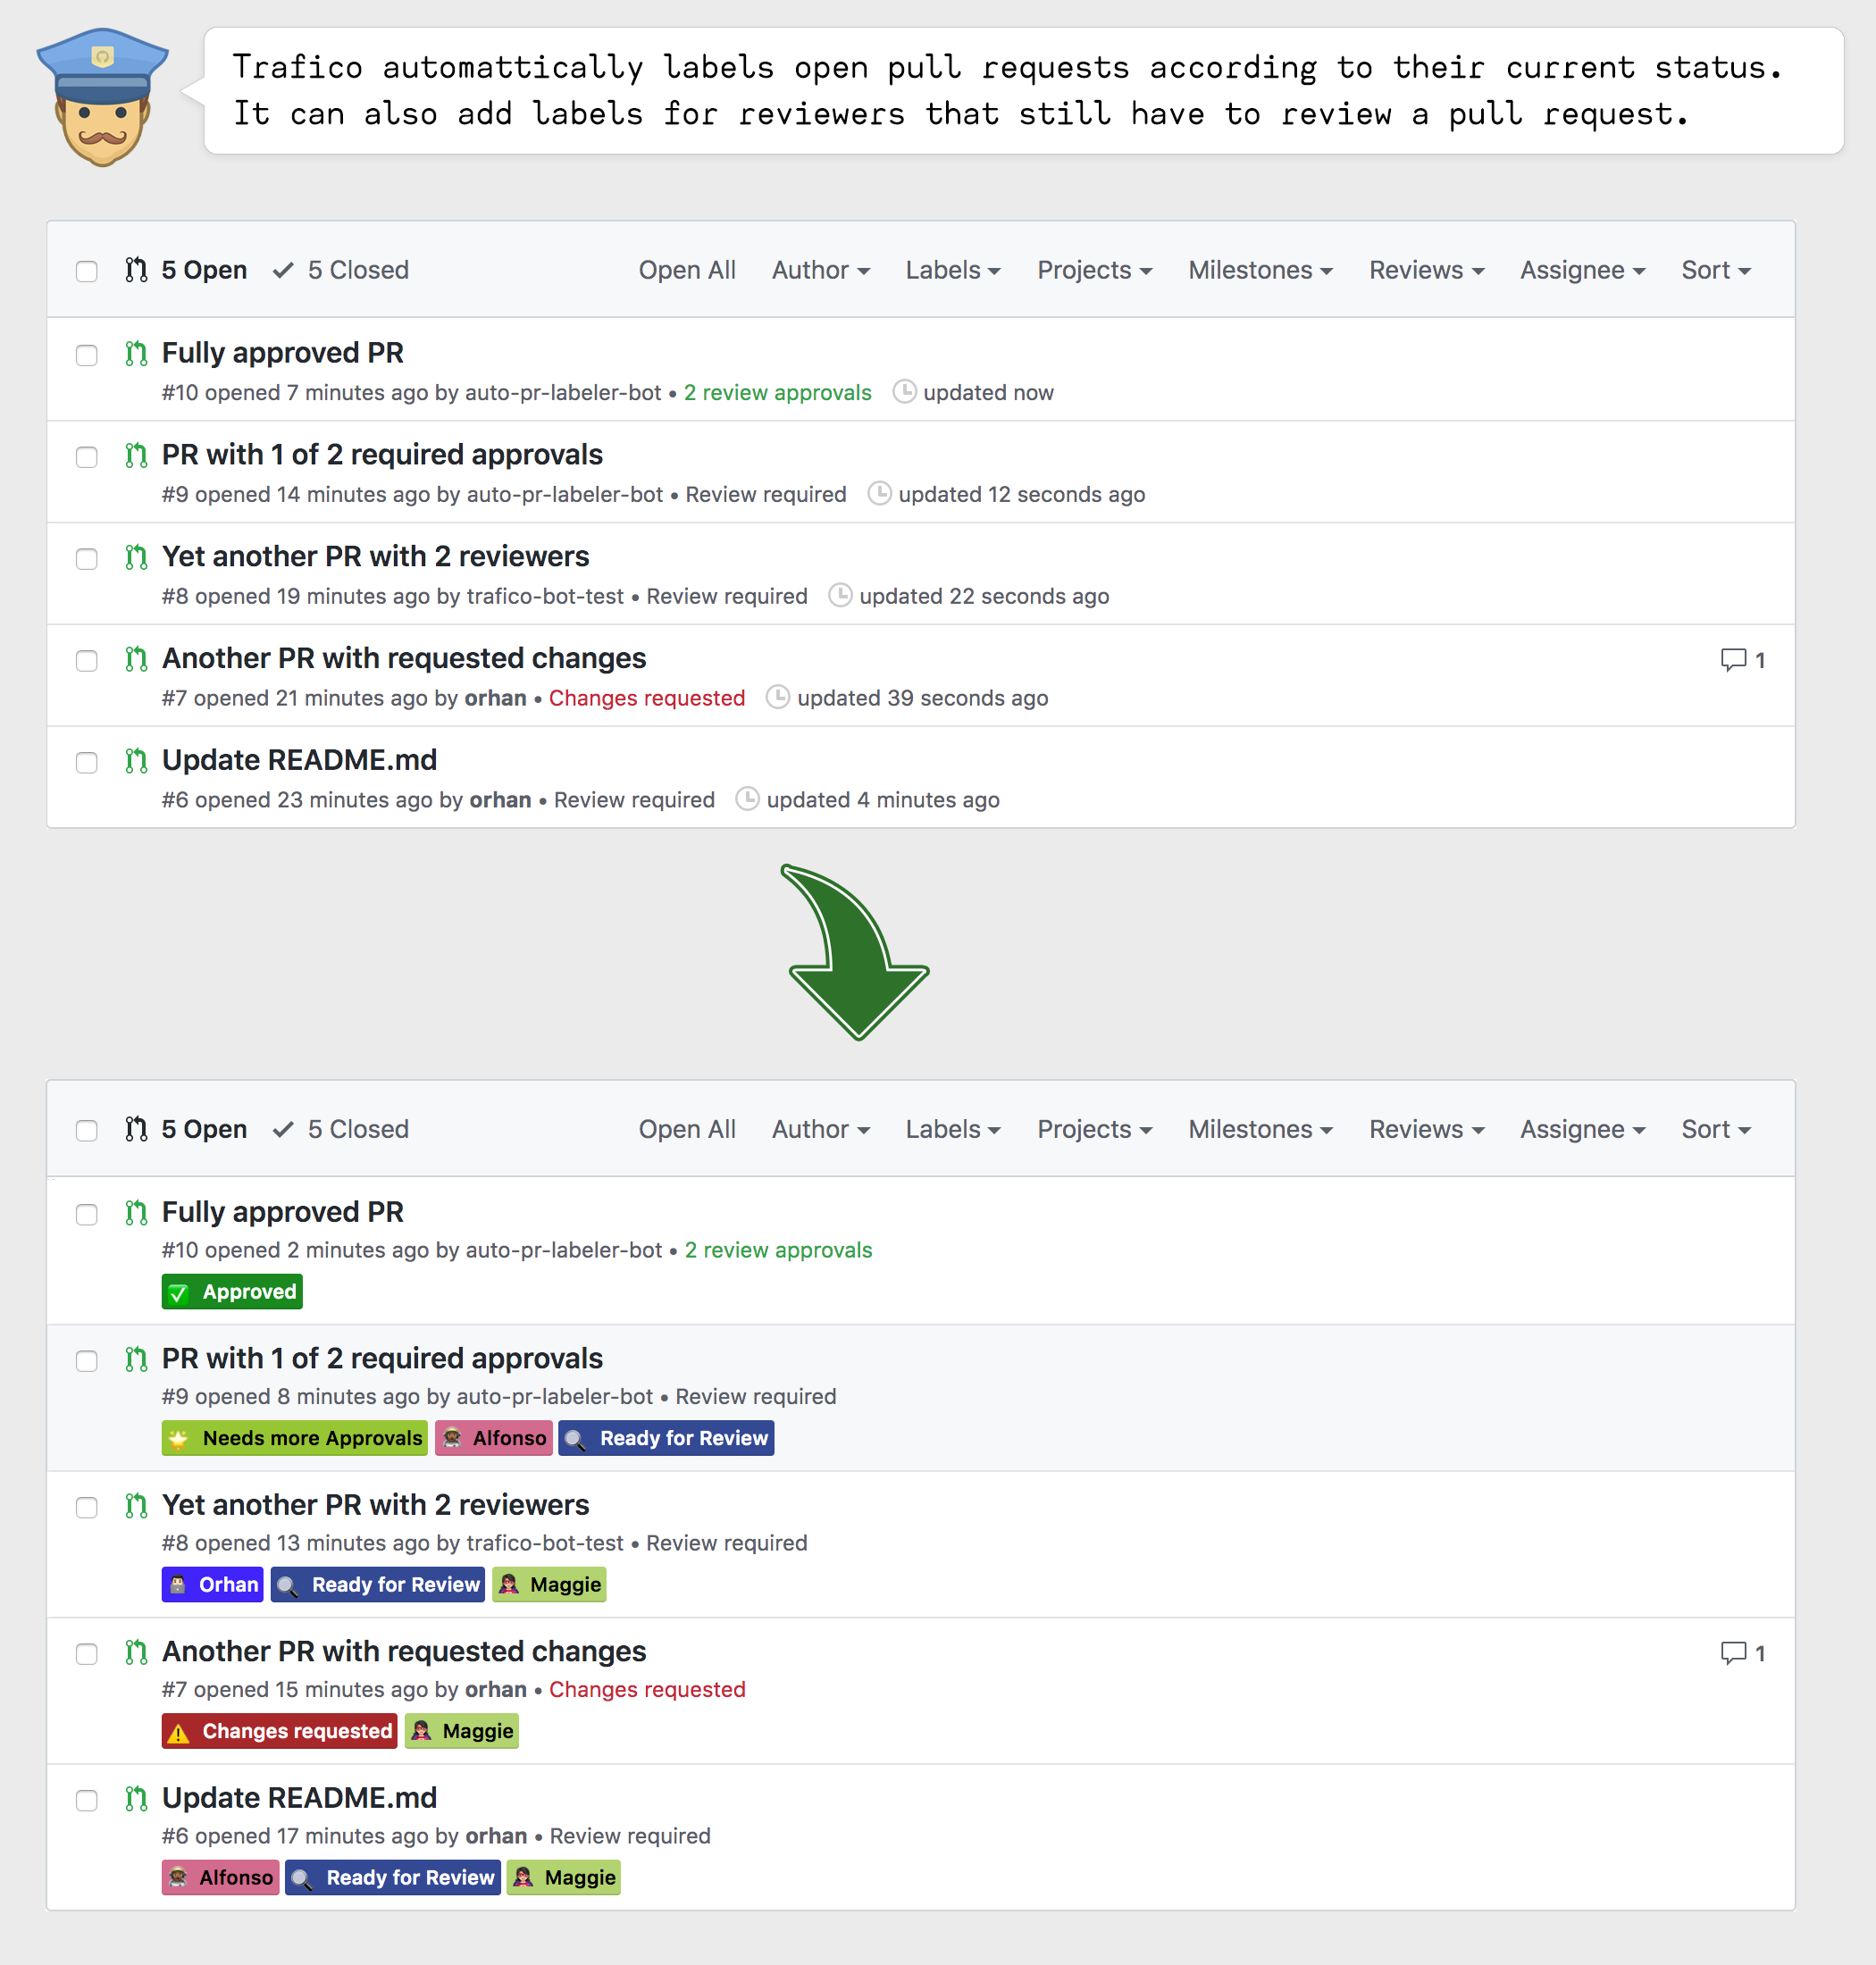 Trafico automattically labels open pull requests according to their current status.
It can also add labels for reviewers that still have to review a pull request.
5 Open 5 Closed Open All Author Labels Projects Milestones Reviews Assignee Sort
Fully approved PR
#10 opened 7 minutes ago by auto-pr-labeler-bot • 2 review approvals updated now
PR with 1 of 2 required approvals
#9 opened 14 minutes ago by auto-pr-labeler-bot • Review required updated 12 seconds ago
Yet another PR with 2 reviewers
#8 opened 19 minutes ago by trafico-bot-test • Review required updated 22 seconds ago
Another PR with requested changes 1
#7 opened 21 minutes ago by orhan • Changes requested updated 39 seconds ago
Update README.md
#6 opened 23 minutes ago by orhan • Review required updated 4 minutes ago
5 Open 5 Closed Open All Author Labels Projects Milestones Reviews Assignee Sort
Fully approved PR
#10 opened 2 minutes ago by auto-pr-labeler-bot • 2 review approvals
Approved
PR with 1 of 2 required approvals
#9 opened 8 minutes ago by auto-pr-labeler-bot • Review required
Needs more Approvals Alfonso Ready for Review
Yet another PR with 2 reviewers
#8 opened 13 minutes ago by trafico-bot-test • Review required
Orhan Ready for Review Maggie
Another PR with requested changes 1
#7 opened 15 minutes ago by orhan • Changes requested
Changes requested Maggie
Update README.md
#6 opened 17 minutes ago by orhan • Review required
Alfonso Ready for Review Maggie